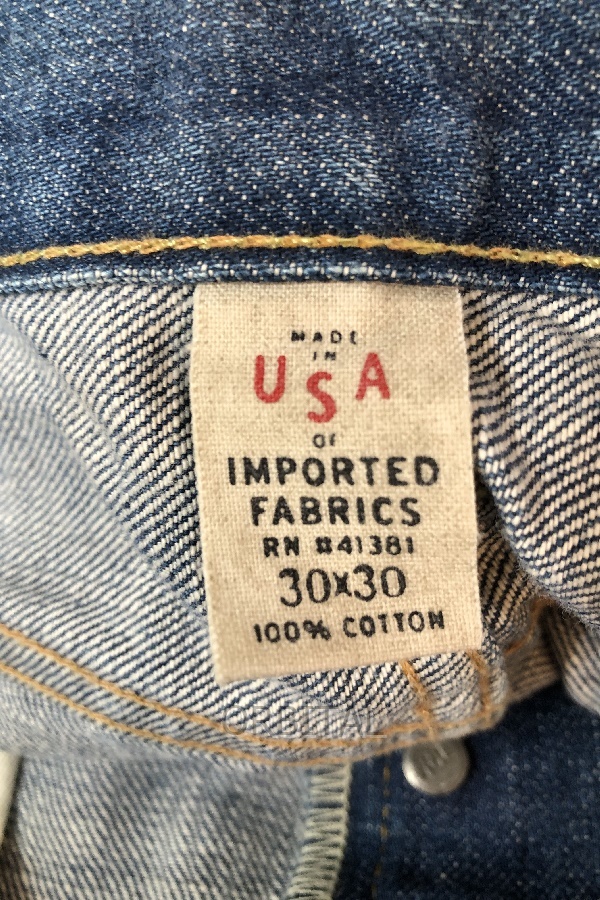 MADE
IN
USA
OF
IMPORTED
FABRICS
RN #41381
30x30
100% COTTON